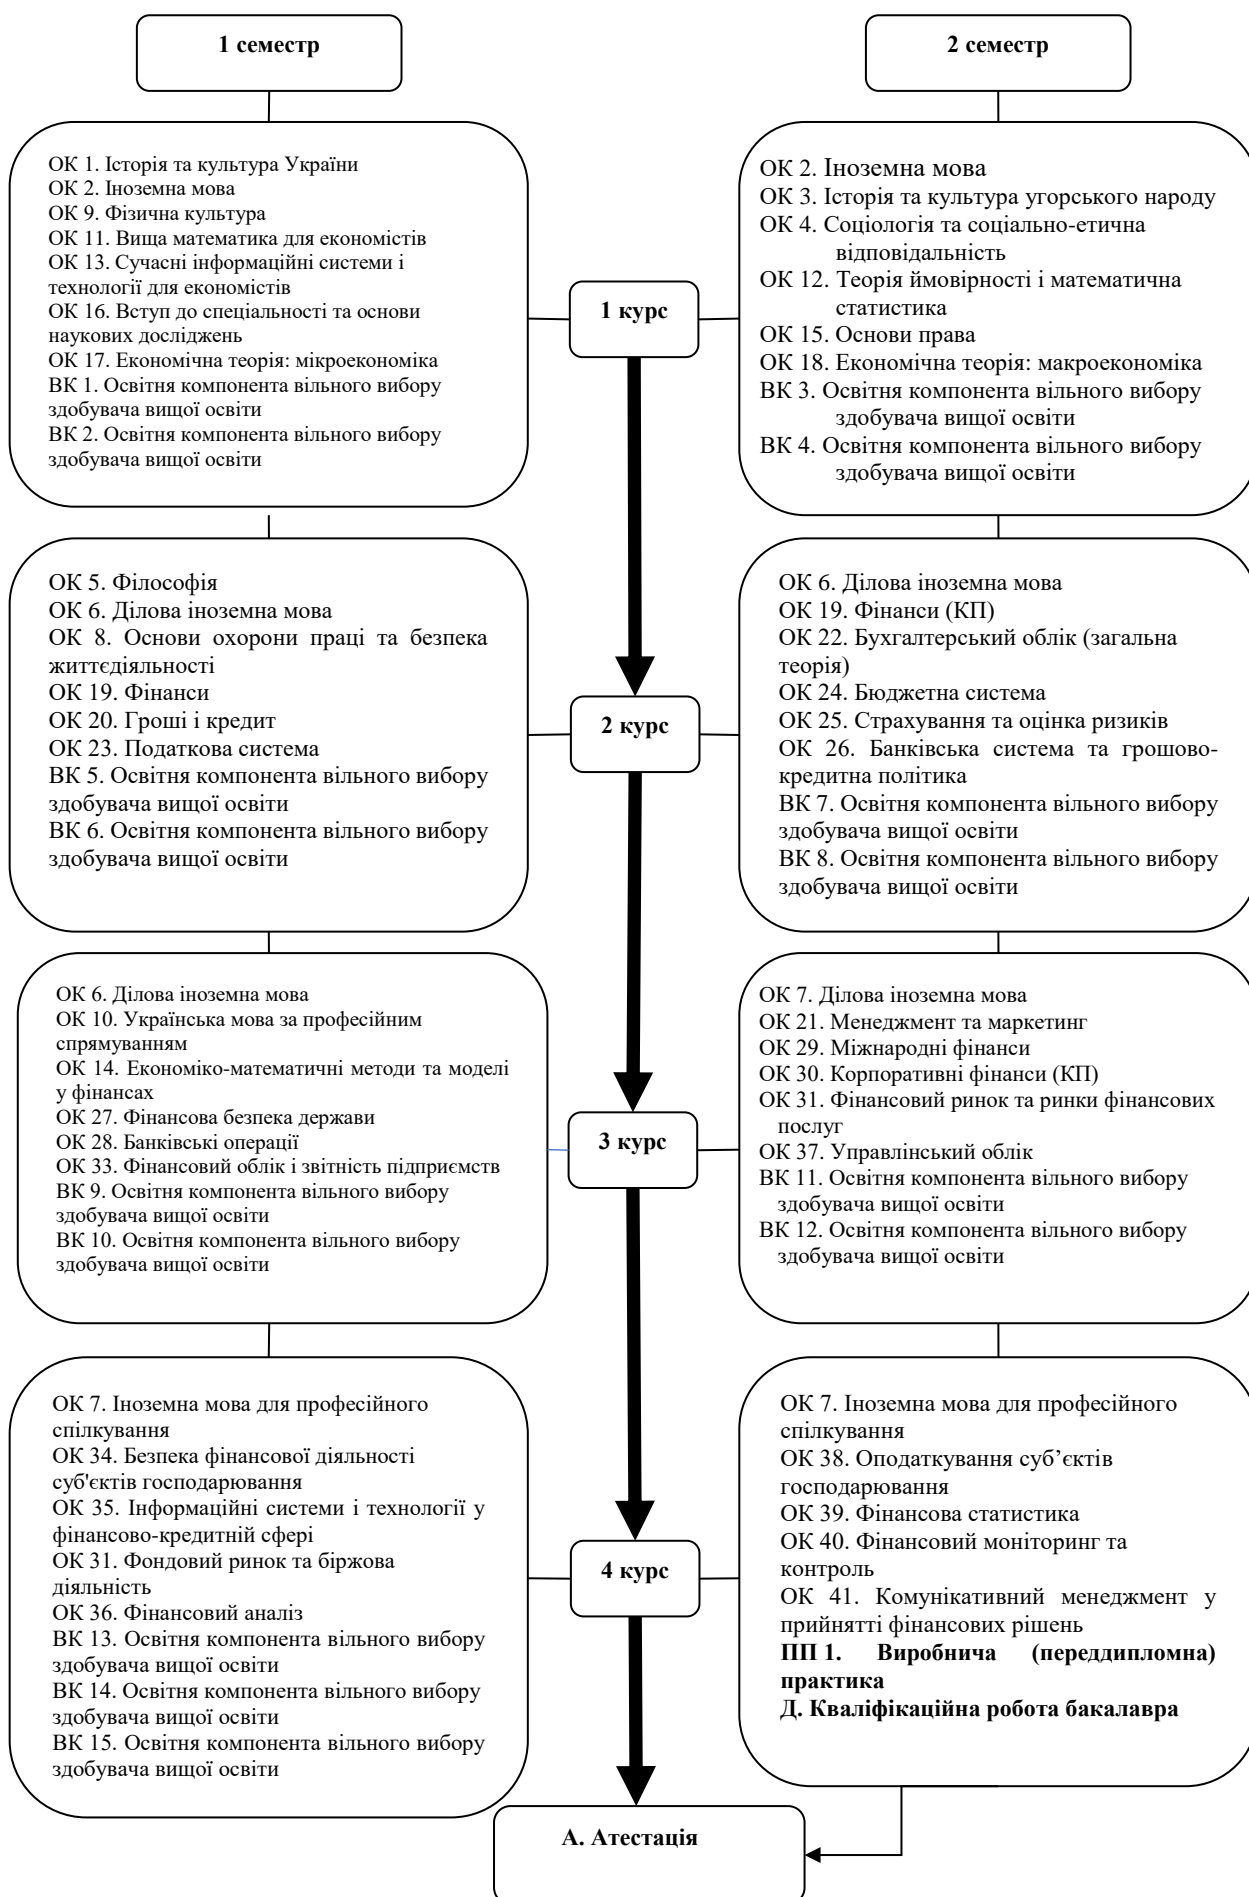 1 семестр
2 семестр
ОК 1. Історія та культура України
ОК 2. Іноземна мова
ОК 9. Фізична культура
ОК 11. Вища математика для економістів
ОК 13. Сучасні інформаційні системи і
технології для економістів
ОК 16. Вступ до спеціальності та основи
наукових досліджень
ОК 17. Економічна теорія: мікроекономіка
ВК 1. Освітня компонента вільного вибору
здобувача вищої освіти
ВК 2. Освітня компонента вільного вибору
здобувача вищої освіти
1 курс
ОК 2. Іноземна мова
ОК 3. Історія та культура угорського народу
ОК 4. Соціологія та соціально-етична
відповідальність
ОК 12. Теорія ймовірності і математична
статистика
ОК 15. Основи права
ОК 18. Економічна теорія: макроекономіка
ВК 3. Освітня компонента вільного вибору
здобувача вищої освіти
ВК 4. Освітня компонента вільного вибору
здобувача вищої освіти
ОК 5. Філософія
ОК 6. Ділова іноземна мова
ОК 8. Основи охорони праці та безпека
життєдіяльності
ОК 19. Фінанси
ОК 20. Гроші і кредит
ОК 23. Податкова система
ВК 5. Освітня компонента вільного вибору
здобувача вищої освіти
ВК 6. Освітня компонента вільного вибору
здобувача вищої освіти
2 курс
ОК 6. Ділова іноземна мова
ОК 19. Фінанси (КП)
ОК 22. Бухгалтерський облік (загальна
теорія)
ОК 24. Бюджетна система
ОК 25. Страхування та оцінка ризиків
ОК 26. Банківська система та грошово-
кредитна політика
ВК 7. Освітня компонента вільного вибору
здобувача вищої освіти
ВК 8. Освітня компонента вільного вибору
здобувача вищої освіти
ОК 6. Ділова іноземна мова
ОК 10. Українська мова за професійним
спрямуванням
ОК 14. Економіко-математичні методи та моделі
у фінансах
ОК 27. Фінансова безпека держави
ОК 28. Банківські операції
ОК 33. Фінансовий облік і звітність підприємств
ВК 9. Освітня компонента вільного вибору
здобувача вищої освіти
ВК 10. Освітня компонента вільного вибору
здобувача вищої освіти
3 курс
ОК 7. Ділова іноземна мова
ОК 21. Менеджмент та маркетинг
ОК 29. Міжнародні фінанси
ОК 30. Корпоративні фінанси (КП)
ОК 31. Фінансовий ринок та ринки фінансових
послуг
ОК 37. Управлінський облік
ВК 11. Освітня компонента вільного вибору
здобувача вищої освіти
ВК 12. Освітня компонента вільного вибору
здобувача вищої освіти
ОК 7. Іноземна мова для професійного
спілкування
ОК 34. Безпека фінансової діяльності
суб'єктів господарювання
ОК 35. Інформаційні системи і технології у
фінансово-кредитній сфері
ОК 31. Фондовий ринок та біржова
діяльність
ОК 36. Фінансовий аналіз
ВК 13. Освітня компонента вільного вибору
здобувача вищої освіти
ВК 14. Освітня компонента вільного вибору
здобувача вищої освіти
ВК 15. Освітня компонента вільного вибору
здобувача вищої освіти
4 курс
ОК 7. Іноземна мова для професійного
спілкування
ОК 38. Оподаткування суб’єктів
господарювання
ОК 39. Фінансова статистика
ОК 40. Фінансовий моніторинг та
контроль
ОК 41. Комунікативний менеджмент у
прийнятті фінансових рішень
ПП 1. Виробнича (переддипломна)
практика
Д. Кваліфікаційна робота бакалавра
А. Атестація